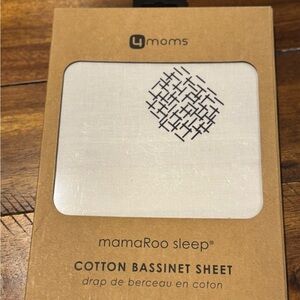 4moms
mamaRoo sleep®
COTTON BASSINET SHEET
drap de berceau en coton